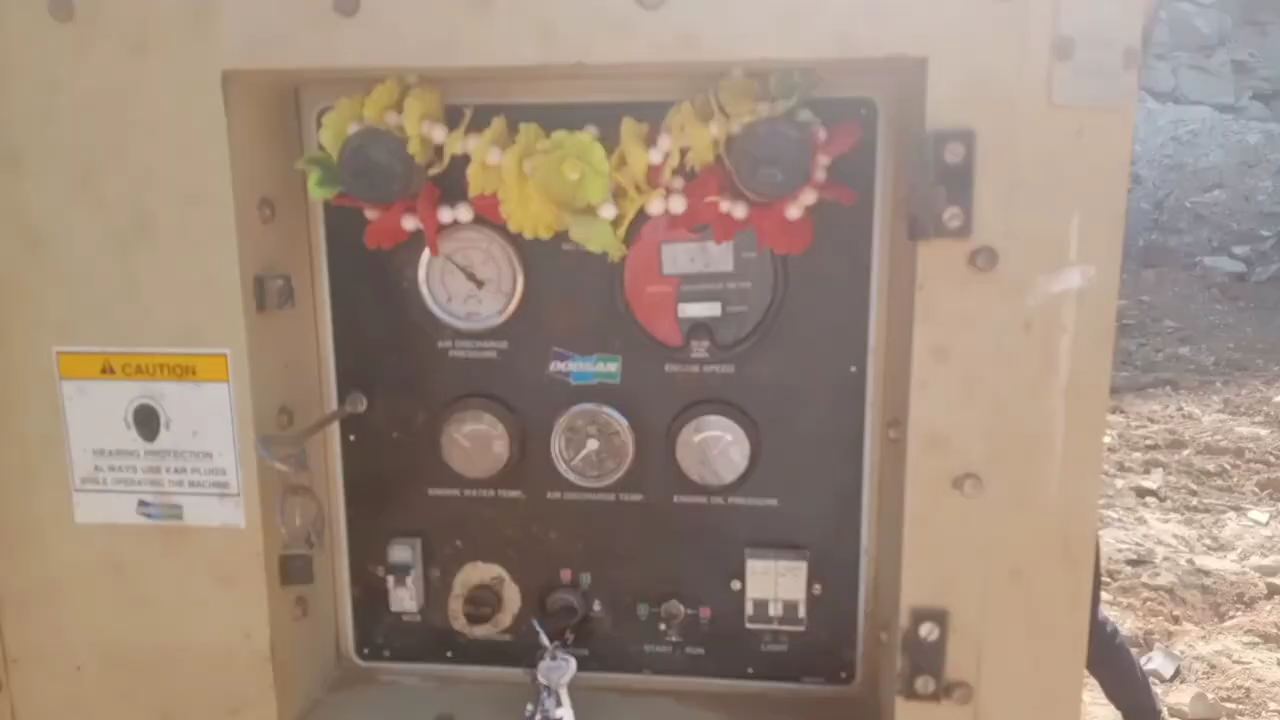 AIR DISCHARGE
PRESSURE
DOOSAN
ENGINE SPEED
CAUTION
HEARING PROTECTION
ALWAYS USE EAR PLUGS
WHILE OPERATING THE MACHINE
ENGINE WATER TEMP.
AIR DISCHARGE TEMP
ENGINE OIL PRESSURE
START / RUN
LIGHT